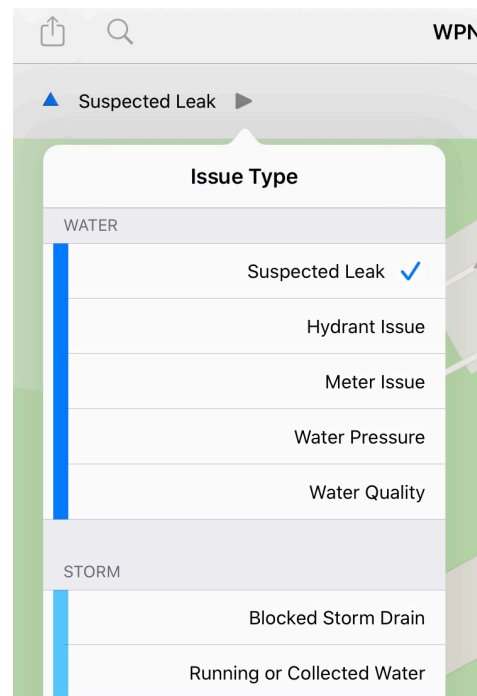 WPN
Suspected Leak
Issue Type
WATER
Suspected Leak
Hydrant Issue
Meter Issue
Water Pressure
Water Quality
STORM
Blocked Storm Drain
Running or Collected Water